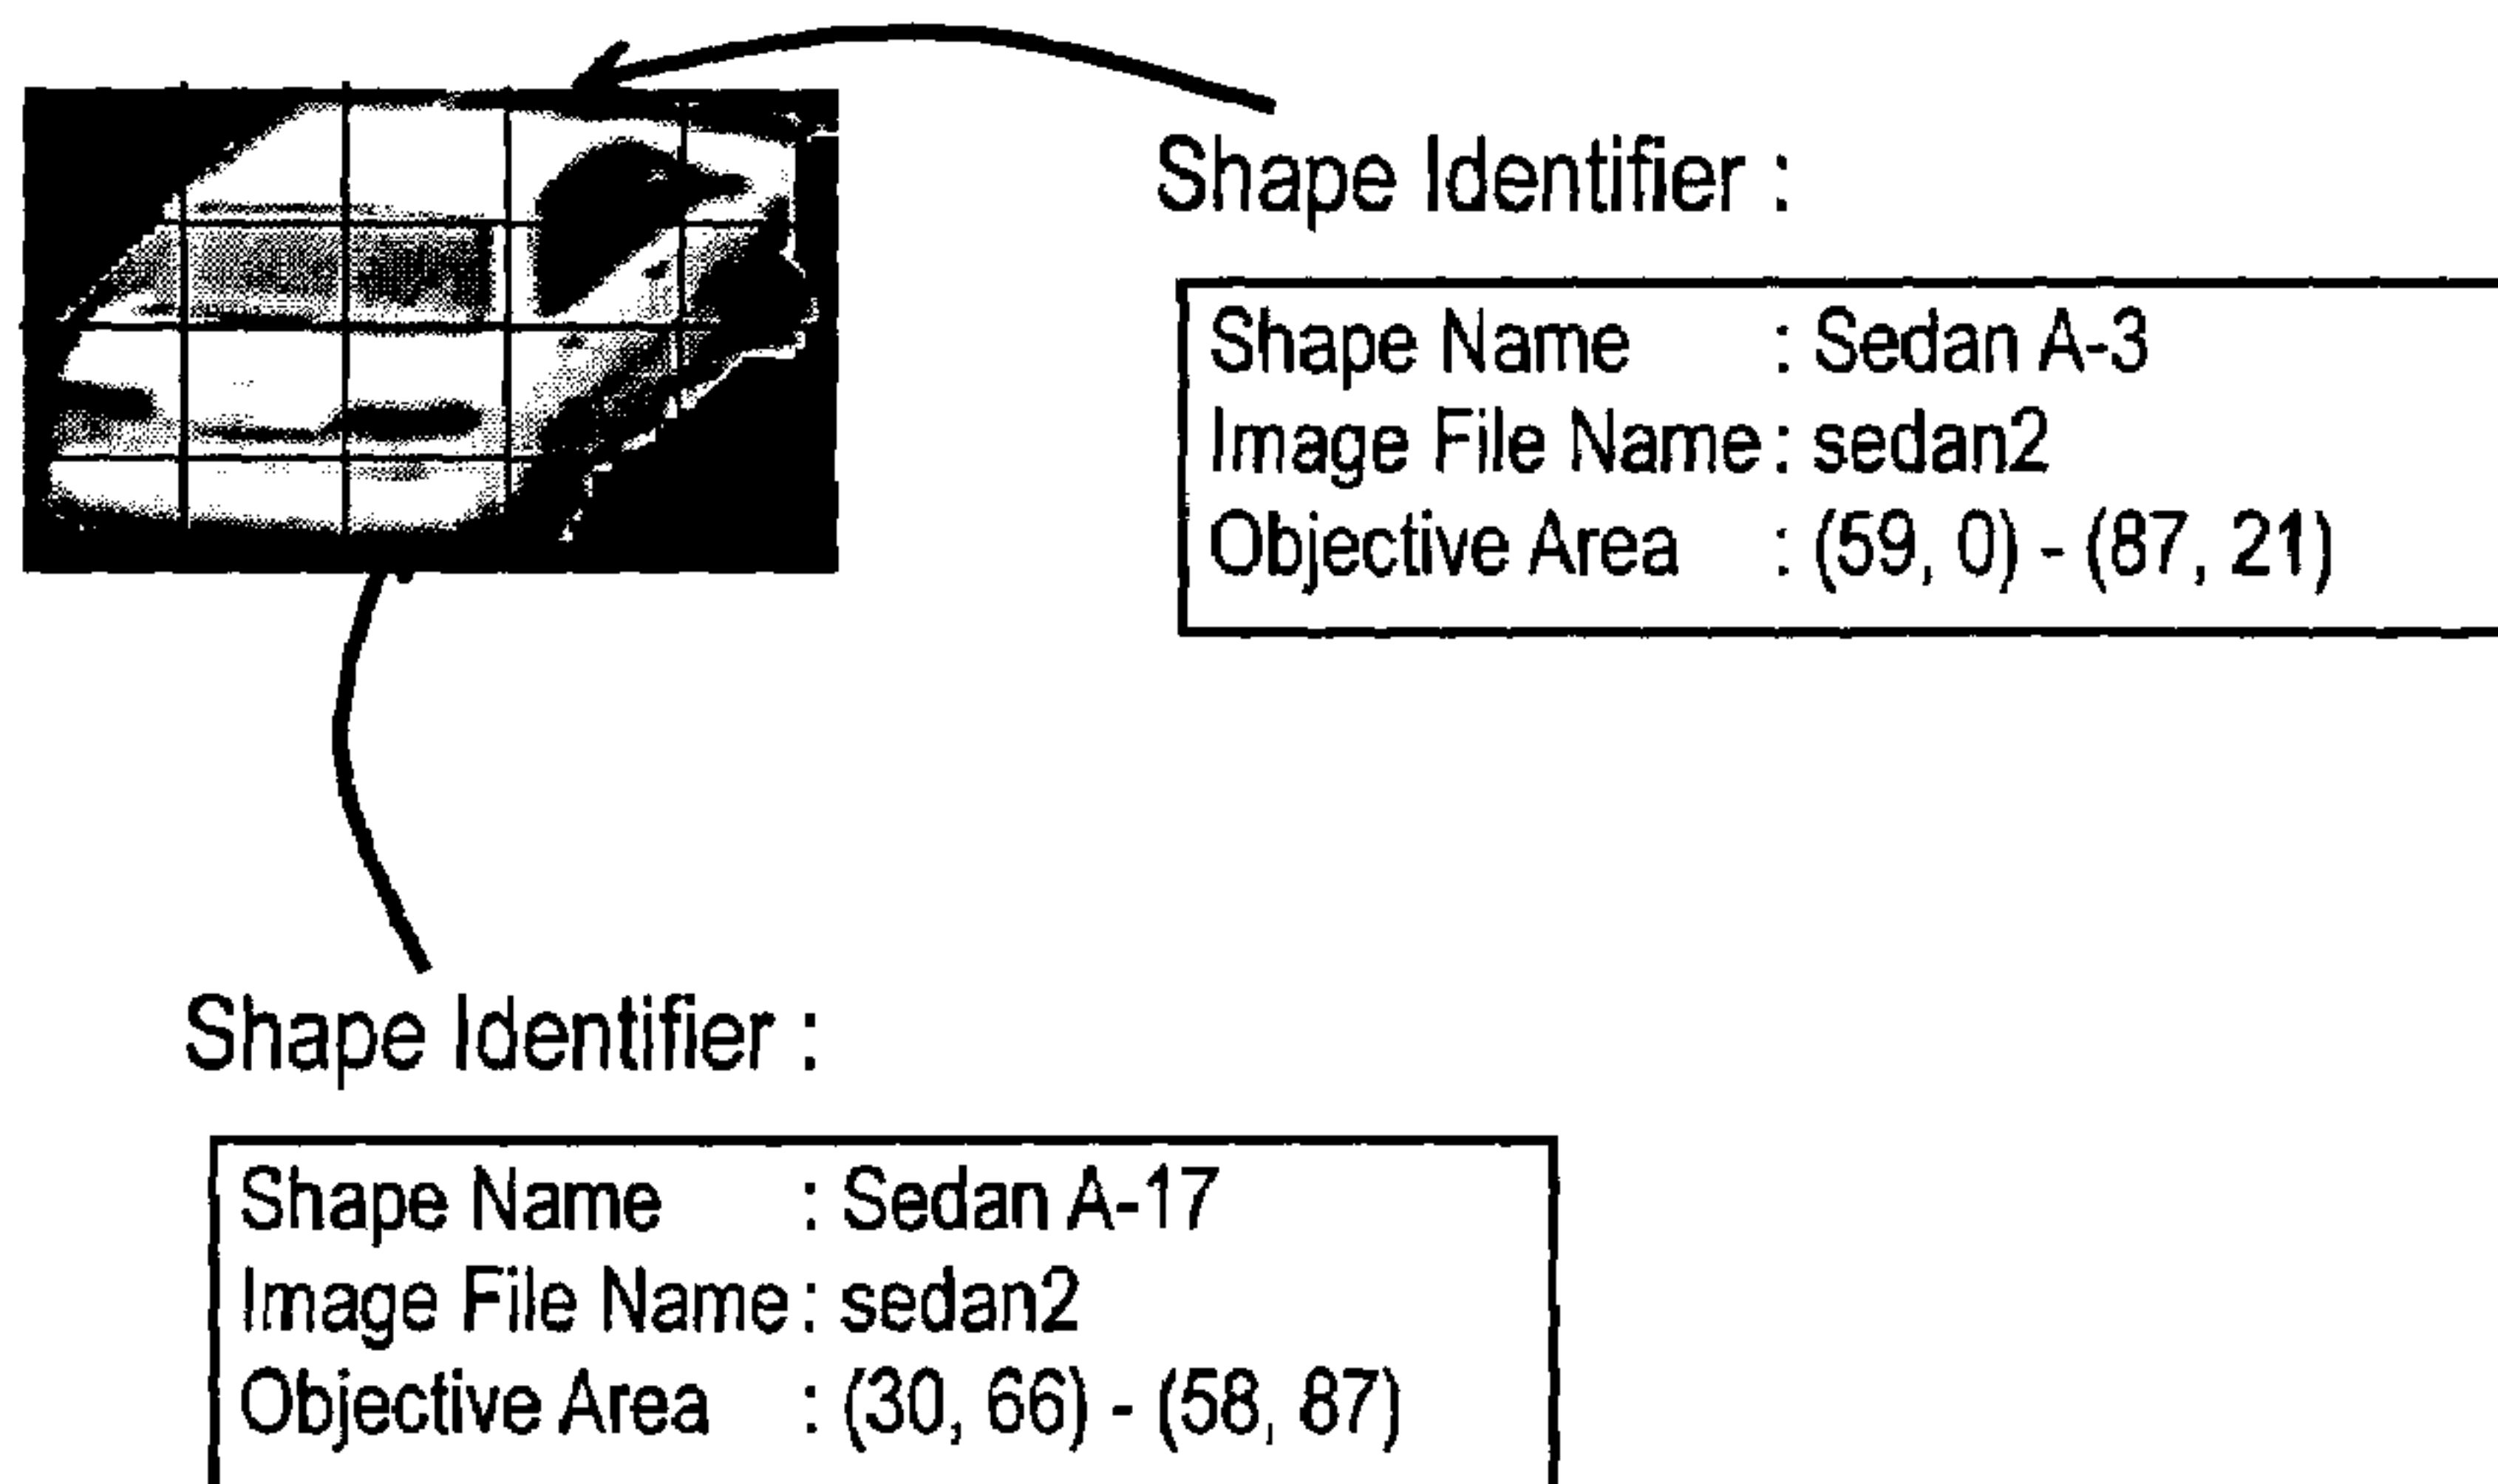 Shape Identifier :
Shape Name : Sedan A-3
Image File Name : sedan2
Objective Area : (59, 0) - (87, 21)
Shape Identifier :
Shape Name : Sedan A-17
Image File Name : sedan2
Objective Area : (30, 66) - (58, 87)